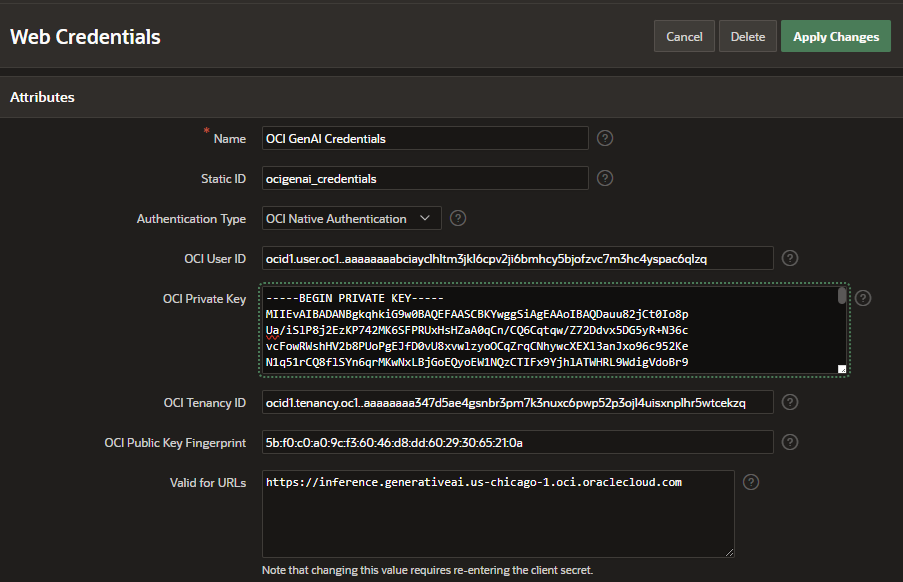 Web Credentials
Cancel
Delete
Apply Changes
Attributes
* Name
OCI GenAI Credentials
Static ID
ocigenai_credentials
Authentication Type
OCI Native Authentication
OCI User ID
ocid1.user.oc1..aaaaaaaabciayclhltm3jkl6cpv2ji6bmhcy5bjofzvc7m3hc4yspac6qlzq
OCI Private Key
-----BEGIN PRIVATE KEY-----
MIIEvAIBADANBgkqhkiG9w0BAQEFAASCBKYwggSiAgEAAoIBAQDauu82jCt0Io8p
Ua/iSlP8j2EzKP742MK6SFPRUxHsHZaA0qCn/CQ6Cqtqw/Z72Ddvx5DG5yR+N36c
vcFowRWshHV2b8PUoPgEJfD0vU8xvwlzyoOCqZrqCNhywcXEXl3anJxo96c952Ke
N1q51rCQ8flSYn6qrMKwNxLBjGoEQyoEW1NQzCTIFx9YjhlATWHRL9WdigVdoBr9
OCI Tenancy ID
ocid1.tenancy.oc1..aaaaaaaa347d5ae4gsnbr3pm7k3nuxc6pwp52p3ojl4uisxnplhr5wtcekzq
OCI Public Key Fingerprint
5b:f0:c0:a0:9c:f3:60:46:d8:dd:60:29:30:65:21:0a
Valid for URLs
https://inference.generativeai.us-chicago-1.oci.oraclecloud.com
Note that changing this value requires re-entering the client secret.